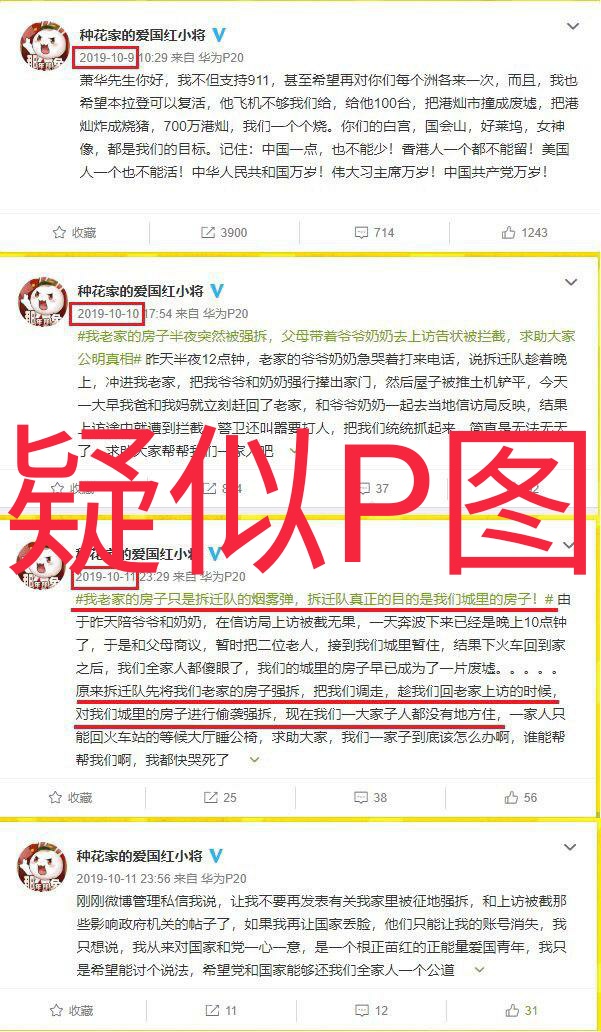 种花家的爱国红小将
2019-10-9 10:29 来自 华为P20
萧华先生你好，我不但支持911，甚至希望再对你们每个洲各来一次，而且，我也
希望本拉登可以复活，他飞机不够我们给，给他100台，把港灿市撞成废墟，把港
灿炸成烧猪，700万港灿，我们一个个烧。你们的白宫，国会山，好莱坞，女神
像，都是我们的目标。记住：中国一点，也不能少！香港人一个都不能留！美国
人一个也不能活！中华人民共和国万岁！伟大习主席万岁！中国共产党万岁！
收藏
3900
714
1243
种花家的爱国红小将
2019-10-10 17:54 来自 华为P20
#我老家的房子半夜突然被强拆，父母带着爷爷奶奶去上访告状被拦截，求助大家
公明真相# 昨天半夜12点钟，老家的爷爷奶奶急哭着打来电话，说拆迁队趁着晚
上，冲进我老家，把我爷爷和奶奶强行撵出家门，然后屋子被推土机铲平，今天
一大早我爸和我妈就立刻赶回了老家，和爷爷奶奶一起去当地信访局反映，结果
上访途中就遭到拦截，警卫还叫嚣要打人，把我们统统抓起来，简直是无法无天
了，求助大家帮帮我们一家人吧
收藏
37
疑似P图
种花家的爱国红小将
2019-10-11 23:29 来自 华为P20
#我老家的房子只是拆迁队的烟雾弹，拆迁队真正的目的是我们城里的房子！# 由
于昨天陪爷爷和奶奶，在信访局上访被截无果，一天奔波下来已经是晚上10点钟
了，于是和父母商议，暂时把二位老人，接到我们城里暂住，结果下火车回到家
之后，我们全家人都傻眼了，我们的城里的房子早已成为了一片废墟。。。。。
原来拆迁队先将我们老家的房子强拆，把我们调走，趁我们回老家上访的时候，
对我们城里的房子进行偷袭强拆，现在我们一大家子人都没有地方住，一家人只
能回火车站的等候大厅睡公椅，求助大家，我们一家子到底该怎么办啊，谁能帮
帮我们啊，我都快哭死了
收藏
25
38
56
种花家的爱国红小将
2019-10-11 23:56 来自 华为P20
刚刚微博管理私信我说，让我不要再发表有关我家里被征地强拆，和上访被截那
些影响政府机关的帖子了，如果我再让国家丢脸，他们只能让我的账号消失，我
只想说，我从来对国家和党一心一意，是一个根正苗红的正能量爱国青年，我只
是希望能讨个说法，希望党和国家能够还我们全家人一个公道
收藏
11
12
31